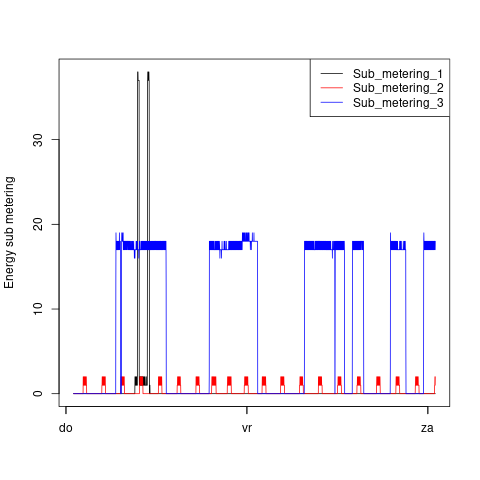 Sub_metering_1
Sub_metering_2
Sub_metering_3
Energy sub metering
30
20
10
0
do vr za